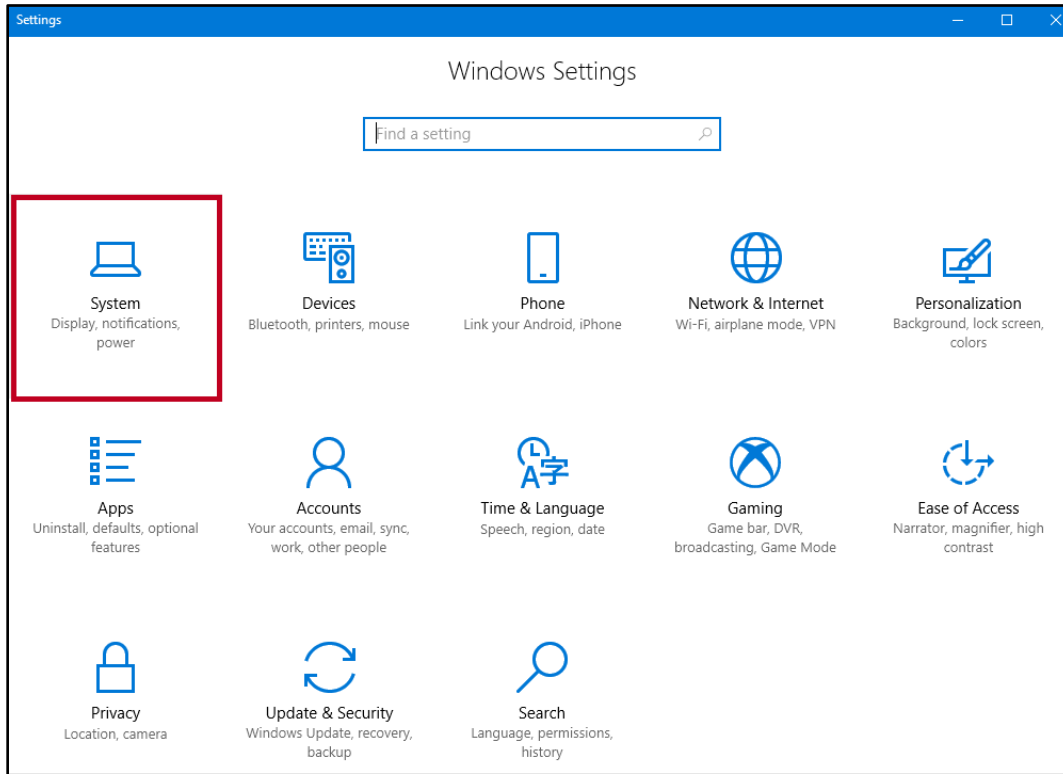 Settings
Windows Settings
Find a setting
System
Display, notifications,
power
Devices
Bluetooth, printers, mouse
Phone
Link your Android, iPhone
Network & Internet
Wi-Fi, airplane mode, VPN
Personalization
Background, lock screen,
colors
Apps
Uninstall, defaults, optional
features
Accounts
Your accounts, email, sync,
work, other people
Time & Language
Speech, region, date
Gaming
Game bar, DVR,
broadcasting, Game Mode
Ease of Access
Narrator, magnifier, high
contrast
Privacy
Location, camera
Update & Security
Windows Update, recovery,
backup
Search
Language, permissions,
history